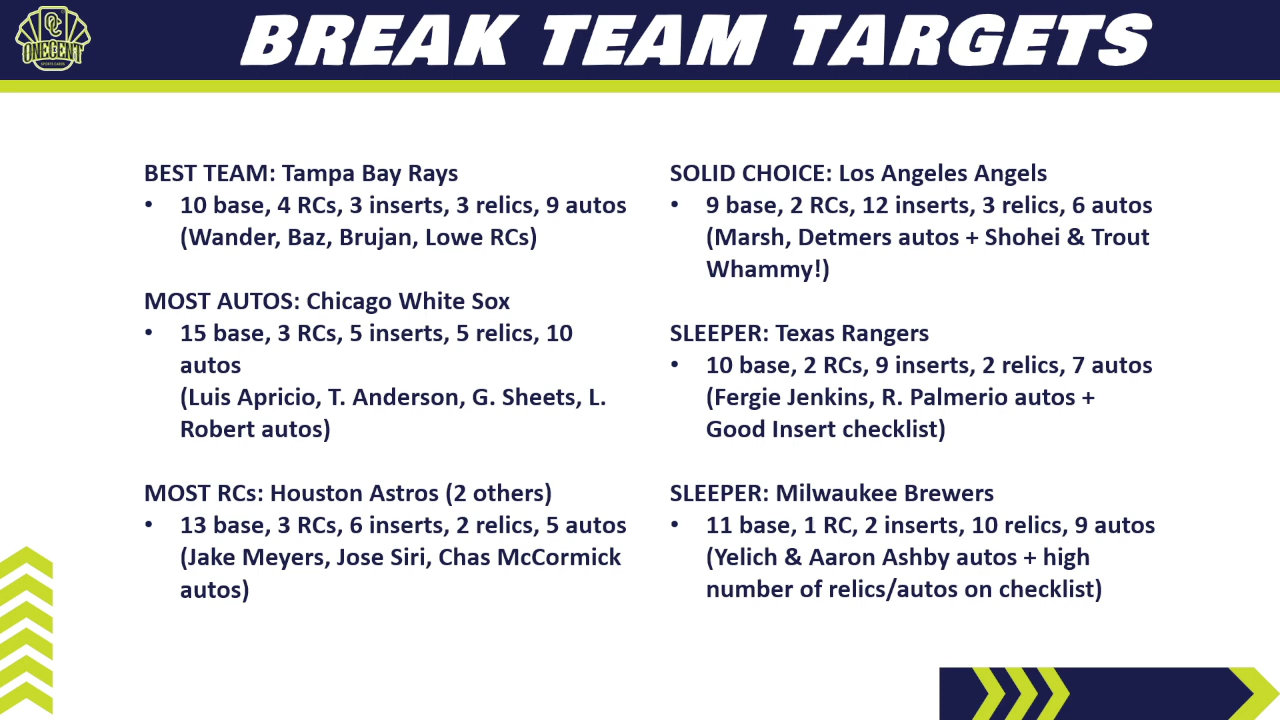 OC
ONEGENT
SPORTS CARDS
BREAK TEAM TARGETS
BEST TEAM: Tampa Bay Rays
• 10 base, 4 RCs, 3 inserts, 3 relics, 9 autos
(Wander, Baz, Brujan, Lowe RCs)
MOST AUTOS: Chicago White Sox
• 15 base, 3 RCs, 5 inserts, 5 relics, 10
autos
(Luis Apricio, T. Anderson, G. Sheets, L.
Robert autos)
MOST RCs: Houston Astros (2 others)
• 13 base, 3 RCs, 6 inserts, 2 relics, 5 autos
(Jake Meyers, Jose Siri, Chas McCormick
autos)
SOLID CHOICE: Los Angeles Angels
• 9 base, 2 RCs, 12 inserts, 3 relics, 6 autos
(Marsh, Detmers autos + Shohei & Trout
Whammy!)
SLEEPER: Texas Rangers
• 10 base, 2 RCs, 9 inserts, 2 relics, 7 autos
(Fergie Jenkins, R. Palmerio autos +
Good Insert checklist)
SLEEPER: Milwaukee Brewers
• 11 base, 1 RC, 2 inserts, 10 relics, 9 autos
(Yelich & Aaron Ashby autos + high
number of relics/autos on checklist)